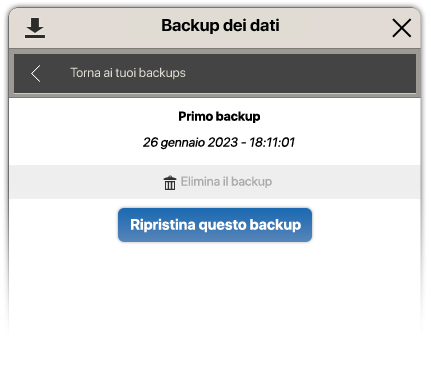 Backup dei dati
Torna ai tuoi backups
Primo backup
26 gennaio 2023 - 18:11:01
Elimina il backup
Ripristina questo backup